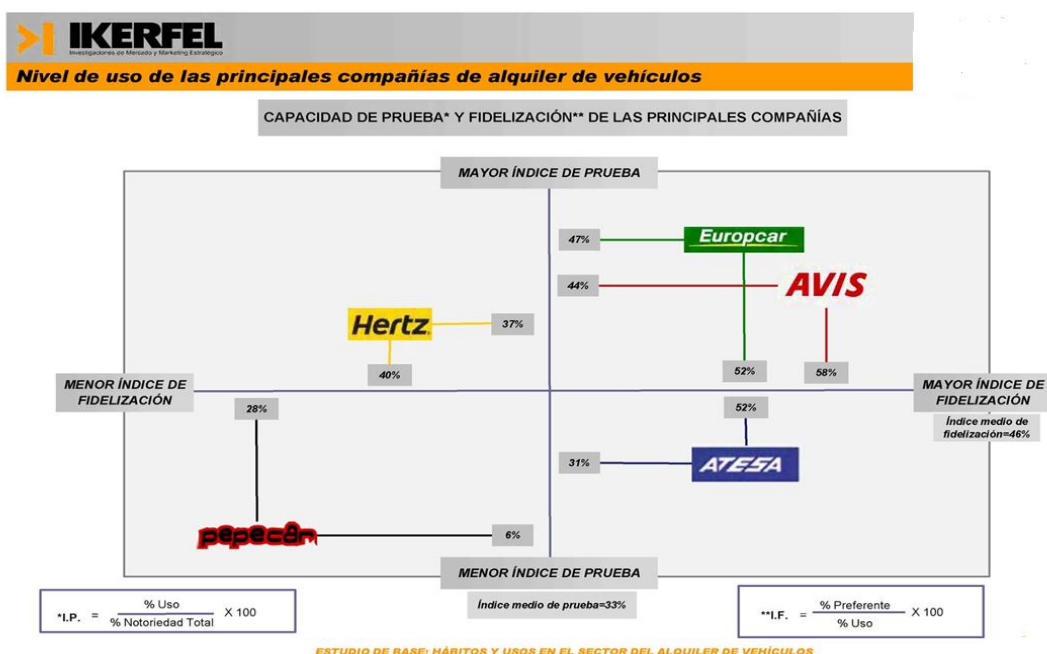 IKERFEL
Investigaciones de Mercado y Marketing Estratégico
Nivel de uso de las principales compañías de alquiler de vehículos
CAPACIDAD DE PRUEBA* Y FIDELIZACIÓN** DE LAS PRINCIPALES COMPAÑÍAS
MAYOR ÍNDICE DE PRUEBA
47%
Europcar
44%
AVIS
Hertz
37%
40%
52%
58%
MENOR ÍNDICE DE
FIDELIZACIÓN
MAYOR ÍNDICE DE
FIDELIZACIÓN
Índice medio de
fidelización=46%
28%
52%
31%
ATESA
pepecar
6%
MENOR ÍNDICE DE PRUEBA
Índice medio de prueba=33%
*I.P. = % Uso
% Notoriedad Total X 100
**I.F. = % Preferente
% Uso X 100
ESTUDIO DE BASE: HÁBITOS Y USOS EN EL SECTOR DEL ALQUILER DE VEHÍCULOS